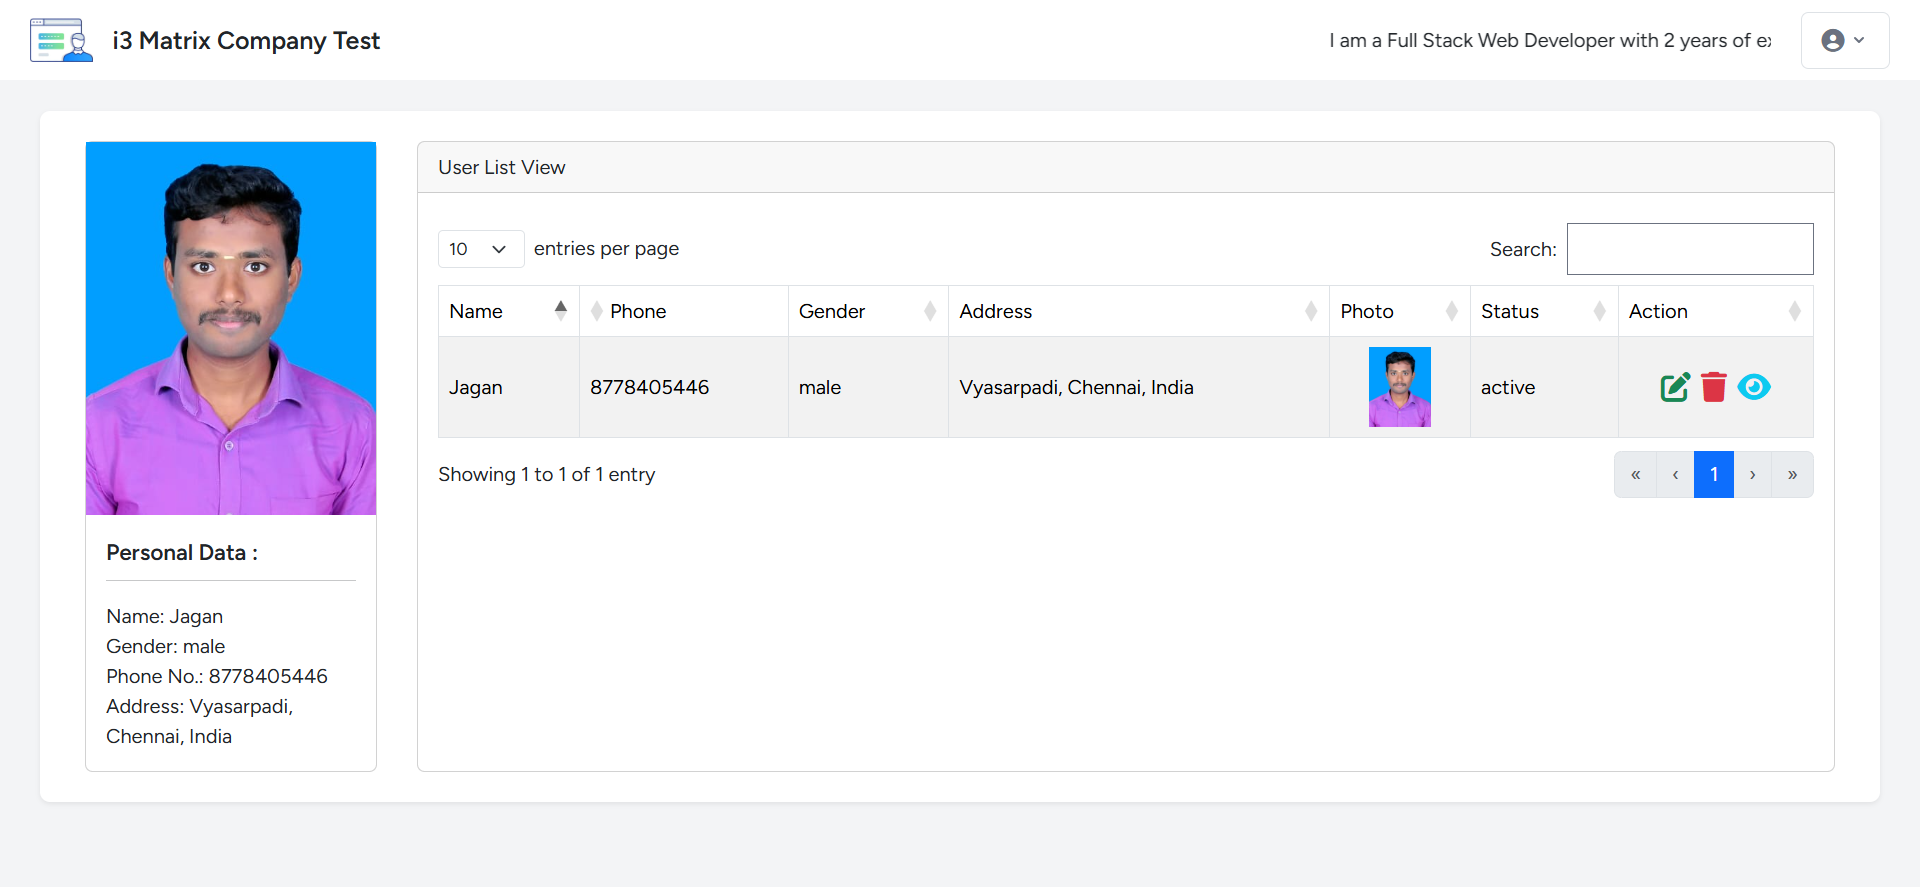 i3 Matrix Company Test
I am a Full Stack Web Developer with 2 years of
User List View
10 entries per page
Search:
Name Phone Gender Address Photo Status Action
Jagan 8778405446 male Vyasarpadi, Chennai, India active
Showing 1 to 1 of 1 entry
« ‹ 1 › »
Personal Data :
Name: Jagan
Gender: male
Phone No.: 8778405446
Address: Vyasarpadi,
Chennai, India